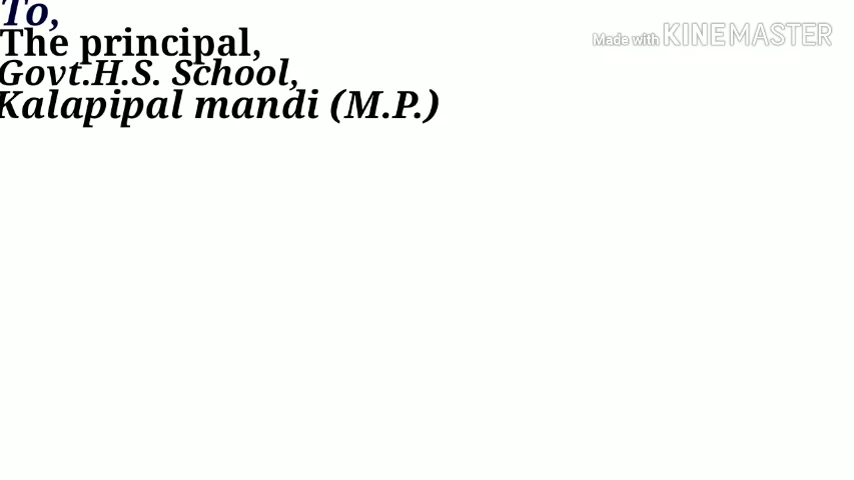 To,
The principal,
Govt.H.S. School,
Kalapipal mandi (M.P.)
Made with KINEMASTER